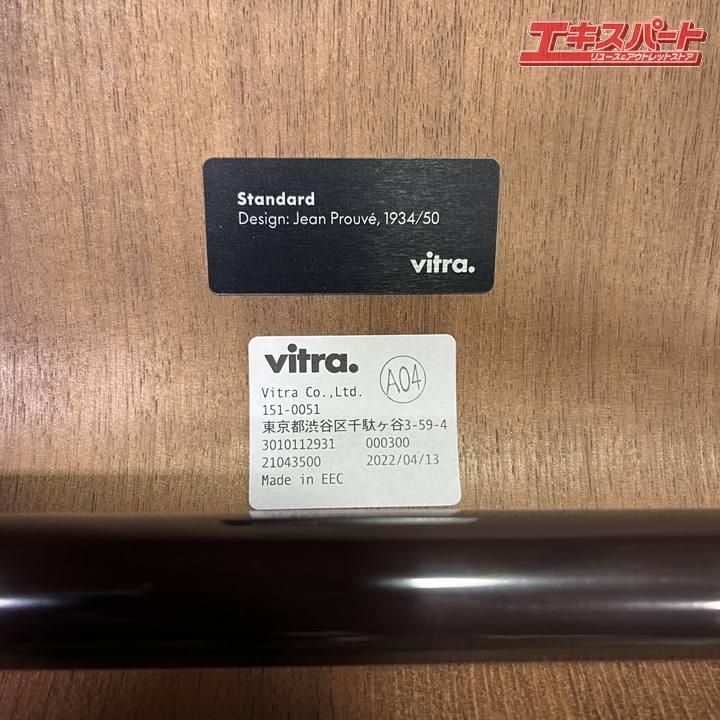 エキスパート
リユース&アウトレットストア
Standard
Design: Jean Prouvé, 1934/50
vitra.
vitra.
A04
Vitra Co.,Ltd.
151-0051
東京都渋谷区千駄ヶ谷3-59-4
3010112931 000300
21043500 2022/04/13
Made in EEC